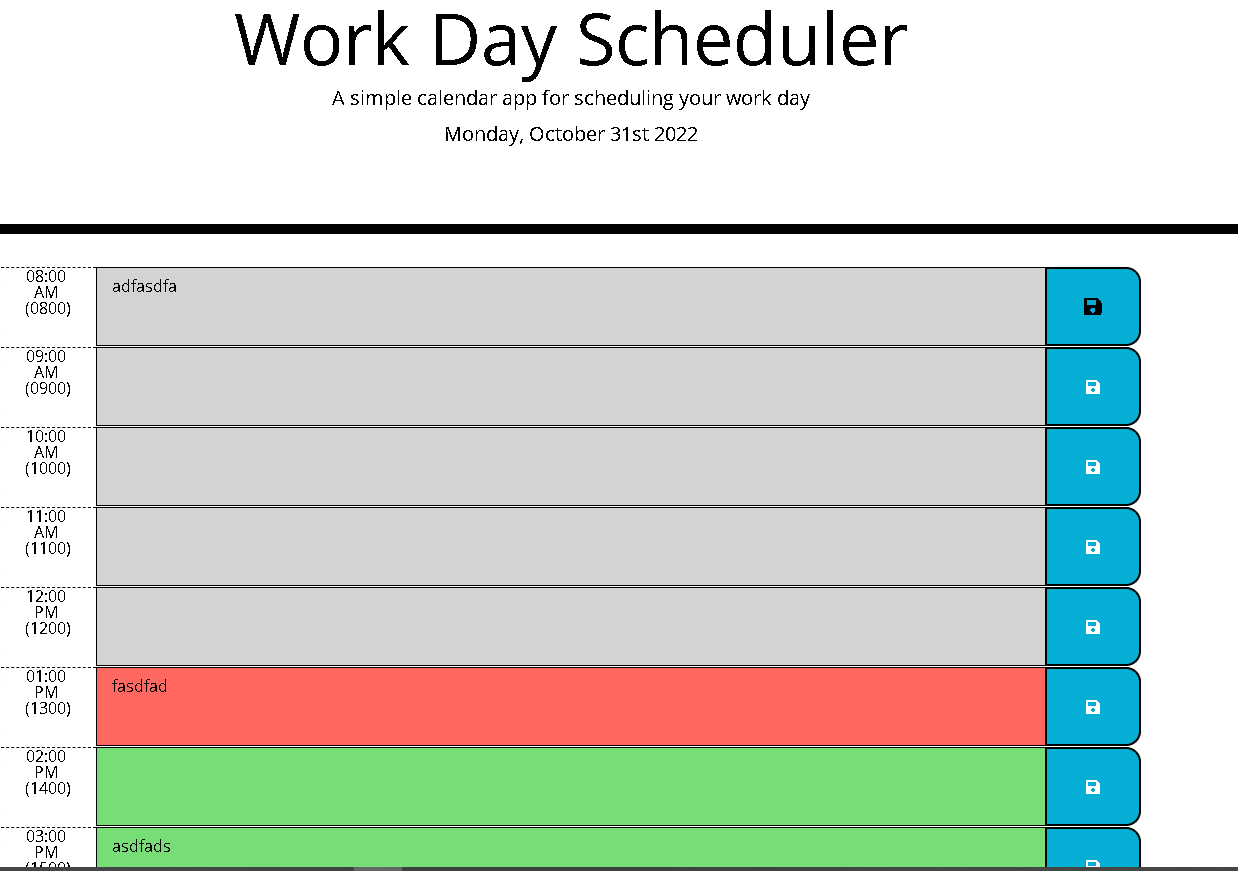 Work Day Scheduler
A simple calendar app for scheduling your work day
Monday, October 31st 2022
08:00
AM
(0800)
adfasdfa
09:00
AM
(0900)
10:00
AM
(1000)
11:00
AM
(1100)
12:00
PM
(1200)
01:00
PM
(1300)
fasdfad
02:00
PM
(1400)
03:00
PM
asdfads